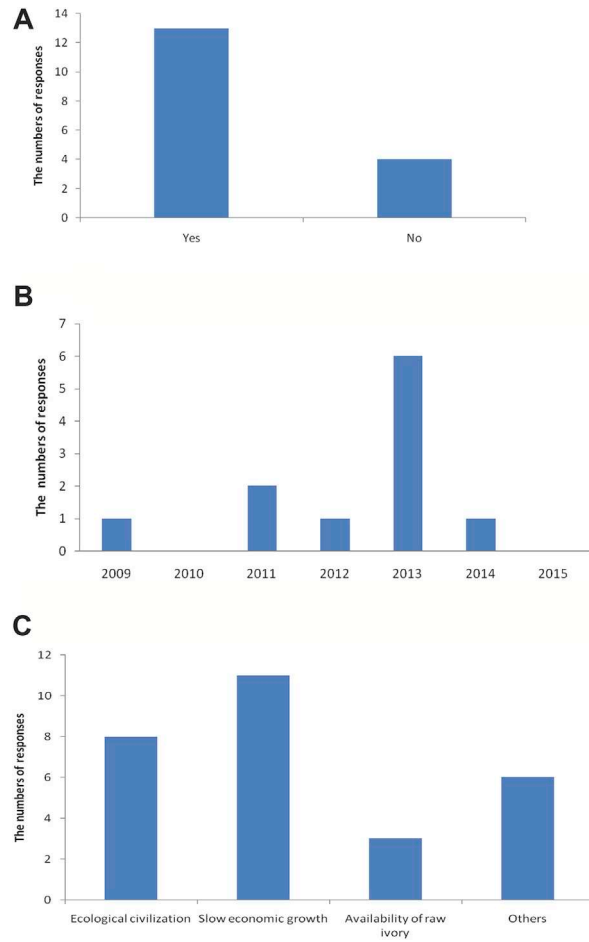 A
The numbers of responses
14
12
10
8
6
4
2
0
Yes No
B
The numbers of responses
7
6
5
4
3
2
1
0
2009 2010 2011 2012 2013 2014 2015
C
The numbers of responses
12
10
8
6
4
2
0
Ecological civilization Slow economic growth Availability of raw Others
ivory